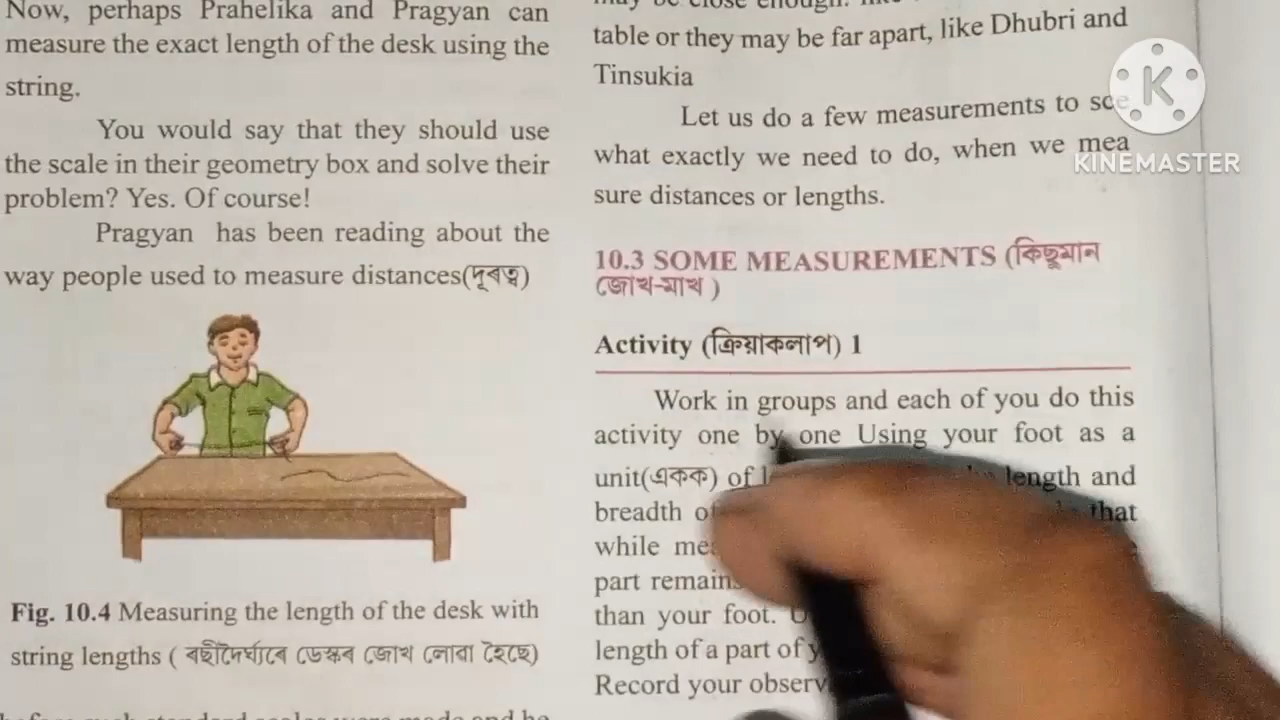 Now, perhaps Prahelika and Pragyan can
measure the exact length of the desk using the
string.
You would say that they should use
the scale in their geometry box and solve their
problem? Yes. Of course!
Pragyan has been reading about the
way people used to measure distances(দূৰত্ব)
Fig. 10.4 Measuring the length of the desk with
string lengths ( ৰছীদৈৰ্ঘ্যৰে ডেস্কৰ জোখ লোৱা হৈছে)
table or they may be far apart, like Dhubri and
Tinsukia
Let us do a few measurements to see
what exactly we need to do, when we mea
sure distances or lengths.
10.3 SOME MEASUREMENTS (কিছুমান
জোখ-মাখ )
Activity (ক্ৰিয়াকলাপ) 1
Work in groups and each of you do this
activity one by one Using your foot as a
unit(একক) of length and
breadth that
while
part
than your foot.
length of a part of
Record your
K
KINEMASTER